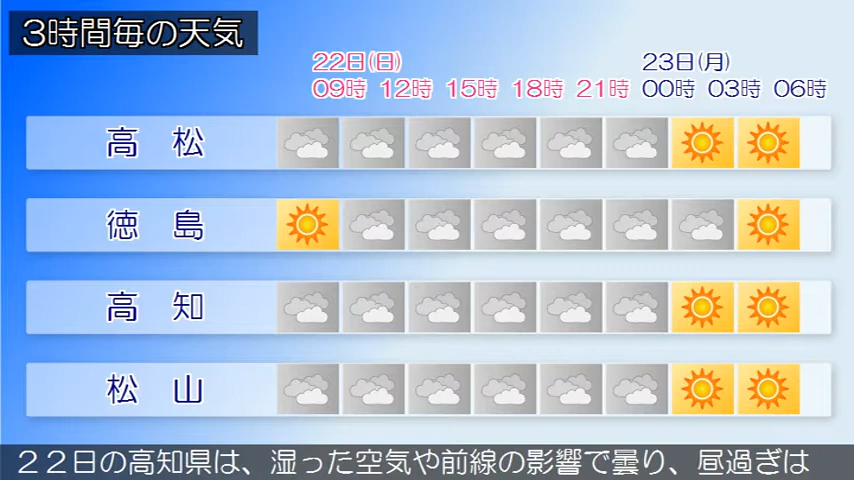 3時間毎の天気
22日(日) 23日(月)
09時 12時 15時 18時 21時 00時 03時 06時
高松
徳島
高知
松山
２２日の高知県は、湿った空気や前線の影響で曇り、昼過ぎは